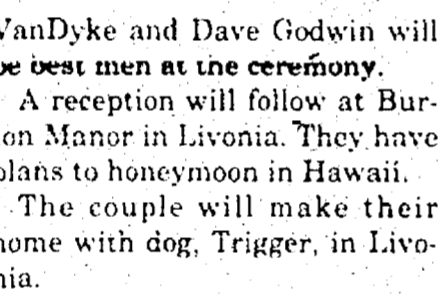 VanDyke and Dave Godwin will
be best men at the ceremony.
A reception will follow at Bur-
on Manor in Livonia. They have
plans to honeymoon in Hawaii.
The couple will make their
home with dog, Trigger, in Livo-
nia.